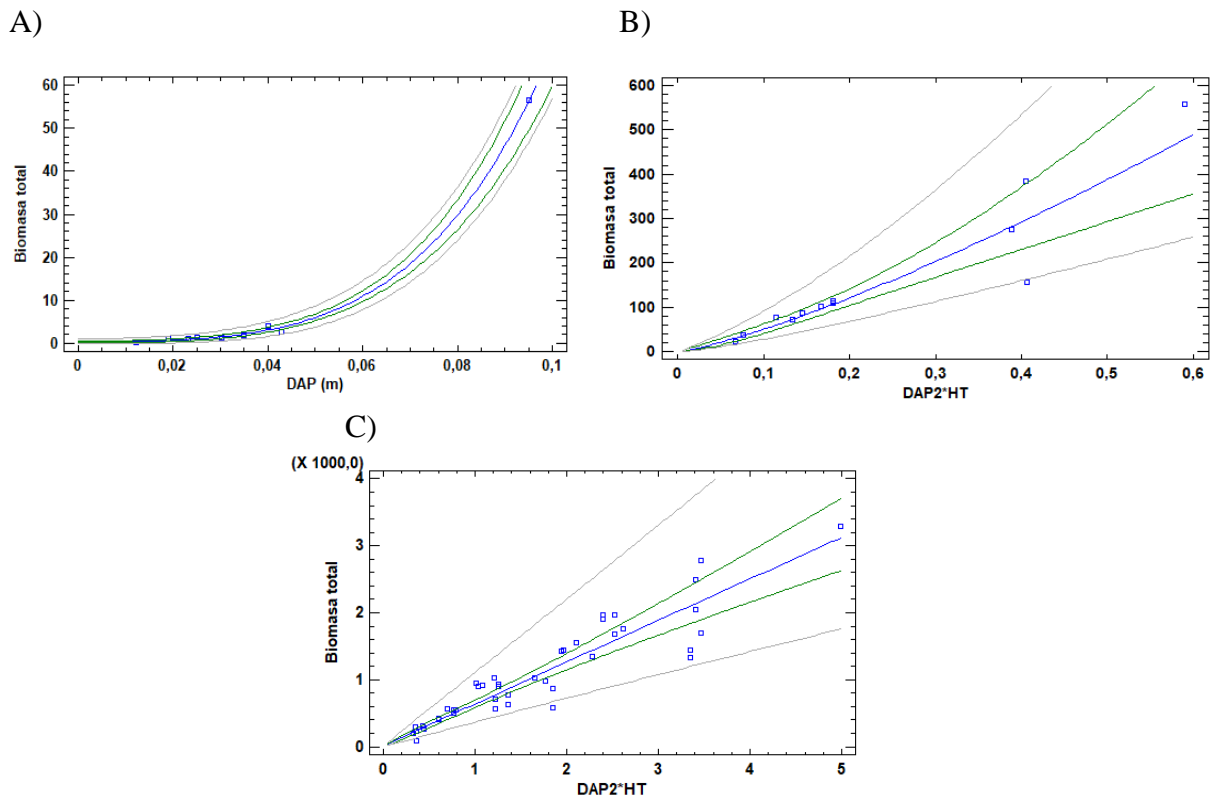 A)
B)
60
50
40
30
20
10
0
Biomasa total
0 0,02 0,04 0,06 0,08 0,1
DAP (m)
600
500
400
300
200
100
0
Biomasa total
0 0,1 0,2 0,3 0,4 0,5 0,6
DAP2*HT
C)
(X 1000,0)
4
3
2
1
0
Biomasa total
0 1 2 3 4 5
DAP2*HT